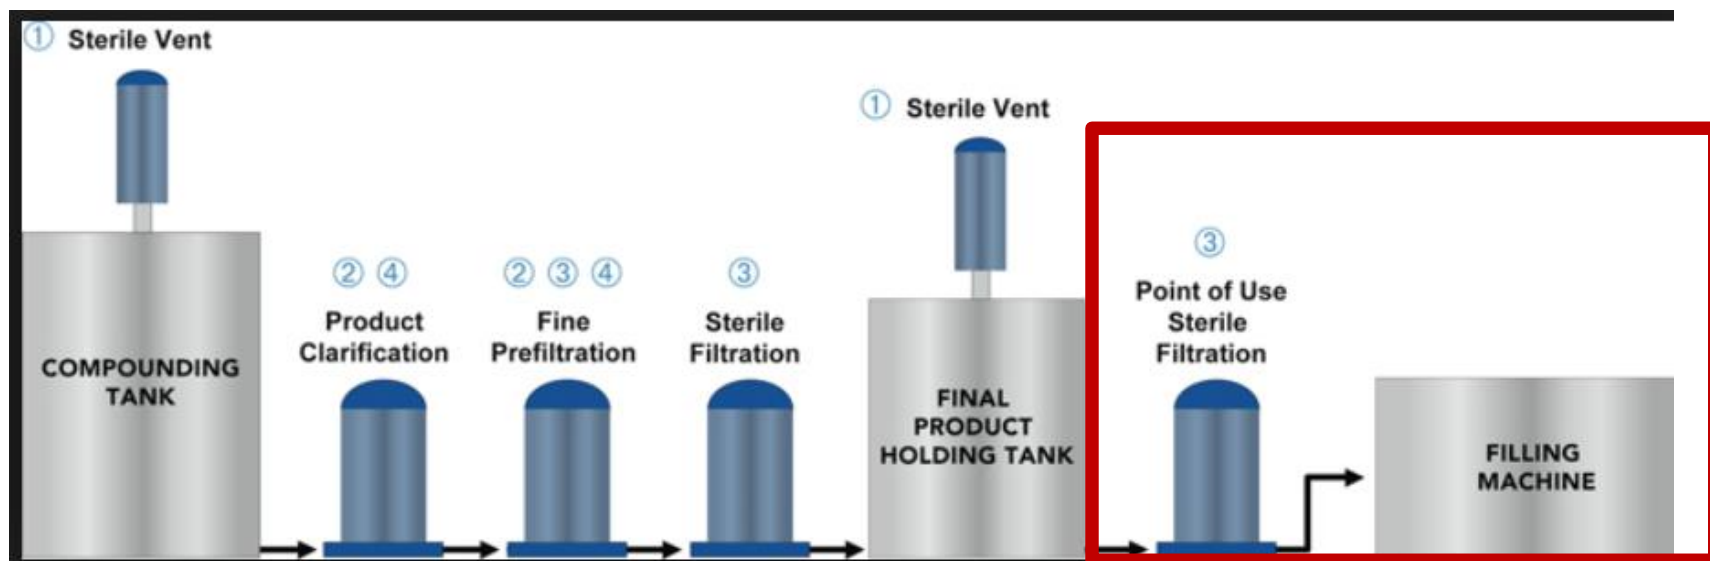 ① Sterile Vent
COMPOUNDING
TANK
② ④
Product
Clarification
② ③ ④
Fine
Prefiltration
③
Sterile
Filtration
① Sterile Vent
FINAL
PRODUCT
HOLDING TANK
③
Point of Use
Sterile
Filtration
FILLING
MACHINE